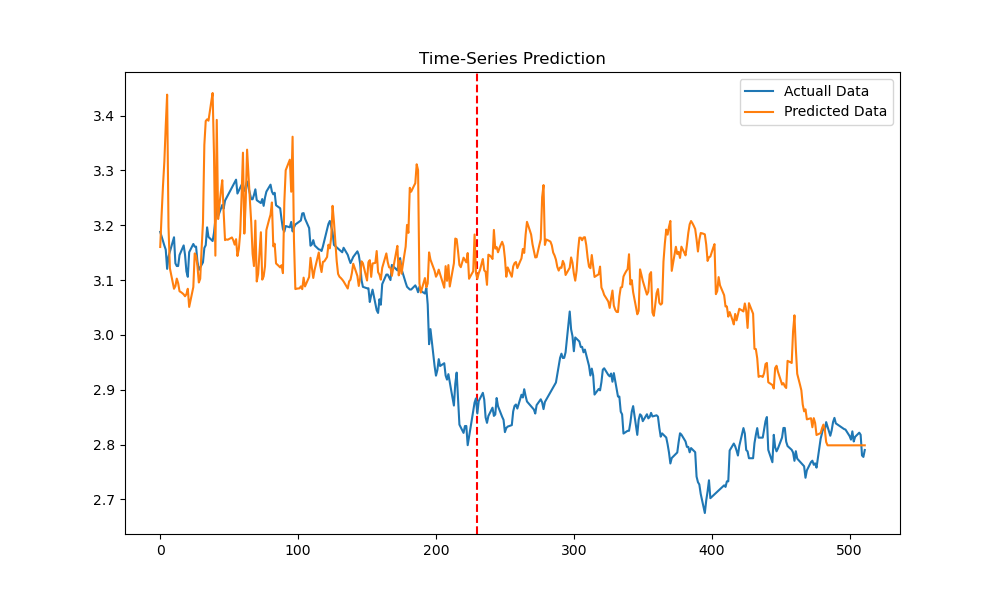 Time-Series Prediction
Actuall Data
Predicted Data
3.4
3.3
3.2
3.1
3.0
2.9
2.8
2.7
0 100 200 300 400 500